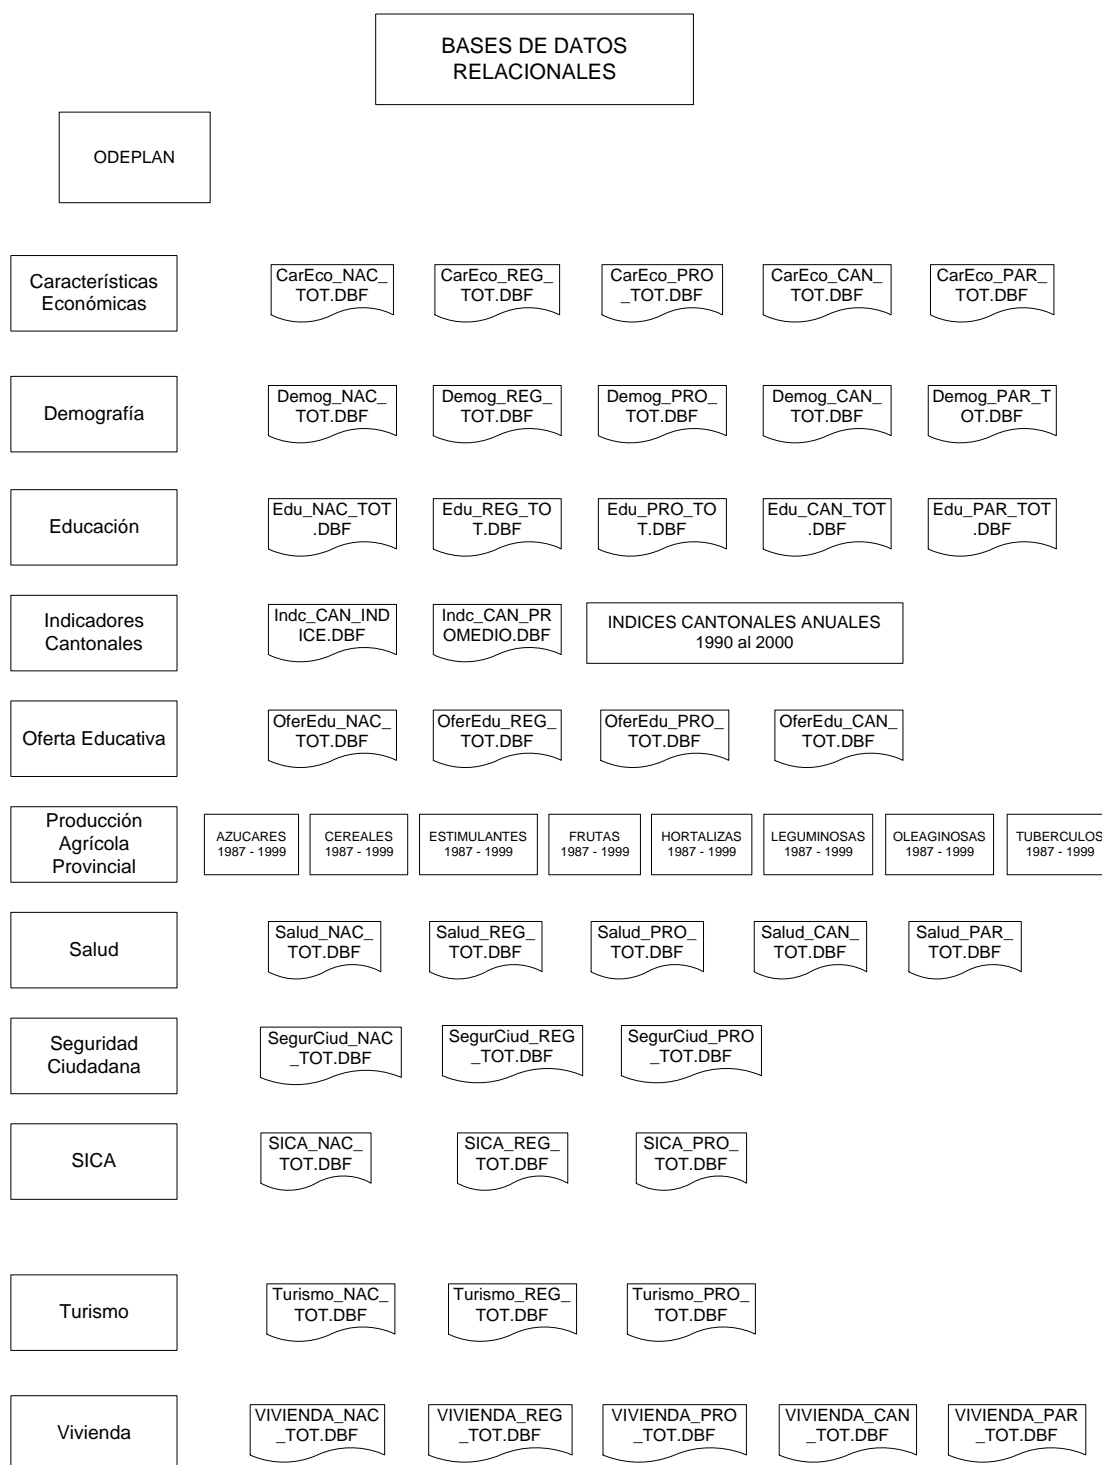 BASES DE DATOS
RELACIONALES
ODEPLAN
Características
Económicas
CarEco_NAC_
TOT.DBF
CarEco_REG_
TOT.DBF
CarEco_PRO
_TOT.DBF
CarEco_CAN_
TOT.DBF
CarEco_PAR_
TOT.DBF
Demografía
Demog_NAC_
TOT.DBF
Demog_REG_
TOT.DBF
Demog_PRO_
TOT.DBF
Demog_CAN_
TOT.DBF
Demog_PAR_T
OT.DBF
Educación
Edu_NAC_TOT
.DBF
Edu_REG_TO
T.DBF
Edu_PRO_TO
T.DBF
Edu_CAN_TOT
.DBF
Edu_PAR_TOT
.DBF
Indicadores
Cantonales
Indc_CAN_IND
ICE.DBF
Indc_CAN_PR
OMEDIO.DBF
INDICES CANTONALES ANUALES
1990 al 2000
Oferta Educativa
OferEdu_NAC_
TOT.DBF
OferEdu_REG_
TOT.DBF
OferEdu_PRO_
TOT.DBF
OferEdu_CAN_
TOT.DBF
Producción
Agrícola
Provincial
AZUCARES
1987 - 1999
CEREALES
1987 - 1999
ESTIMULANTES
1987 - 1999
FRUTAS
1987 - 1999
HORTALIZAS
1987 - 1999
LEGUMINOSAS
1987 - 1999
OLEAGINOSAS
1987 - 1999
TUBERCULOS
1987 - 1999
Salud
Salud_NAC_
TOT.DBF
Salud_REG_
TOT.DBF
Salud_PRO_
TOT.DBF
Salud_CAN_
TOT.DBF
Salud_PAR_
TOT.DBF
Seguridad
Ciudadana
SegurCiud_NAC
_TOT.DBF
SegurCiud_REG
_TOT.DBF
SegurCiud_PRO
_TOT.DBF
SICA
SICA_NAC_
TOT.DBF
SICA_REG_
TOT.DBF
SICA_PRO_
TOT.DBF
Turismo
Turismo_NAC_
TOT.DBF
Turismo_REG_
TOT.DBF
Turismo_PRO_
TOT.DBF
Vivienda
VIVIENDA_NAC
_TOT.DBF
VIVIENDA_REG
_TOT.DBF
VIVIENDA_PRO
_TOT.DBF
VIVIENDA_CAN
_TOT.DBF
VIVIENDA_PAR
_TOT.DBF